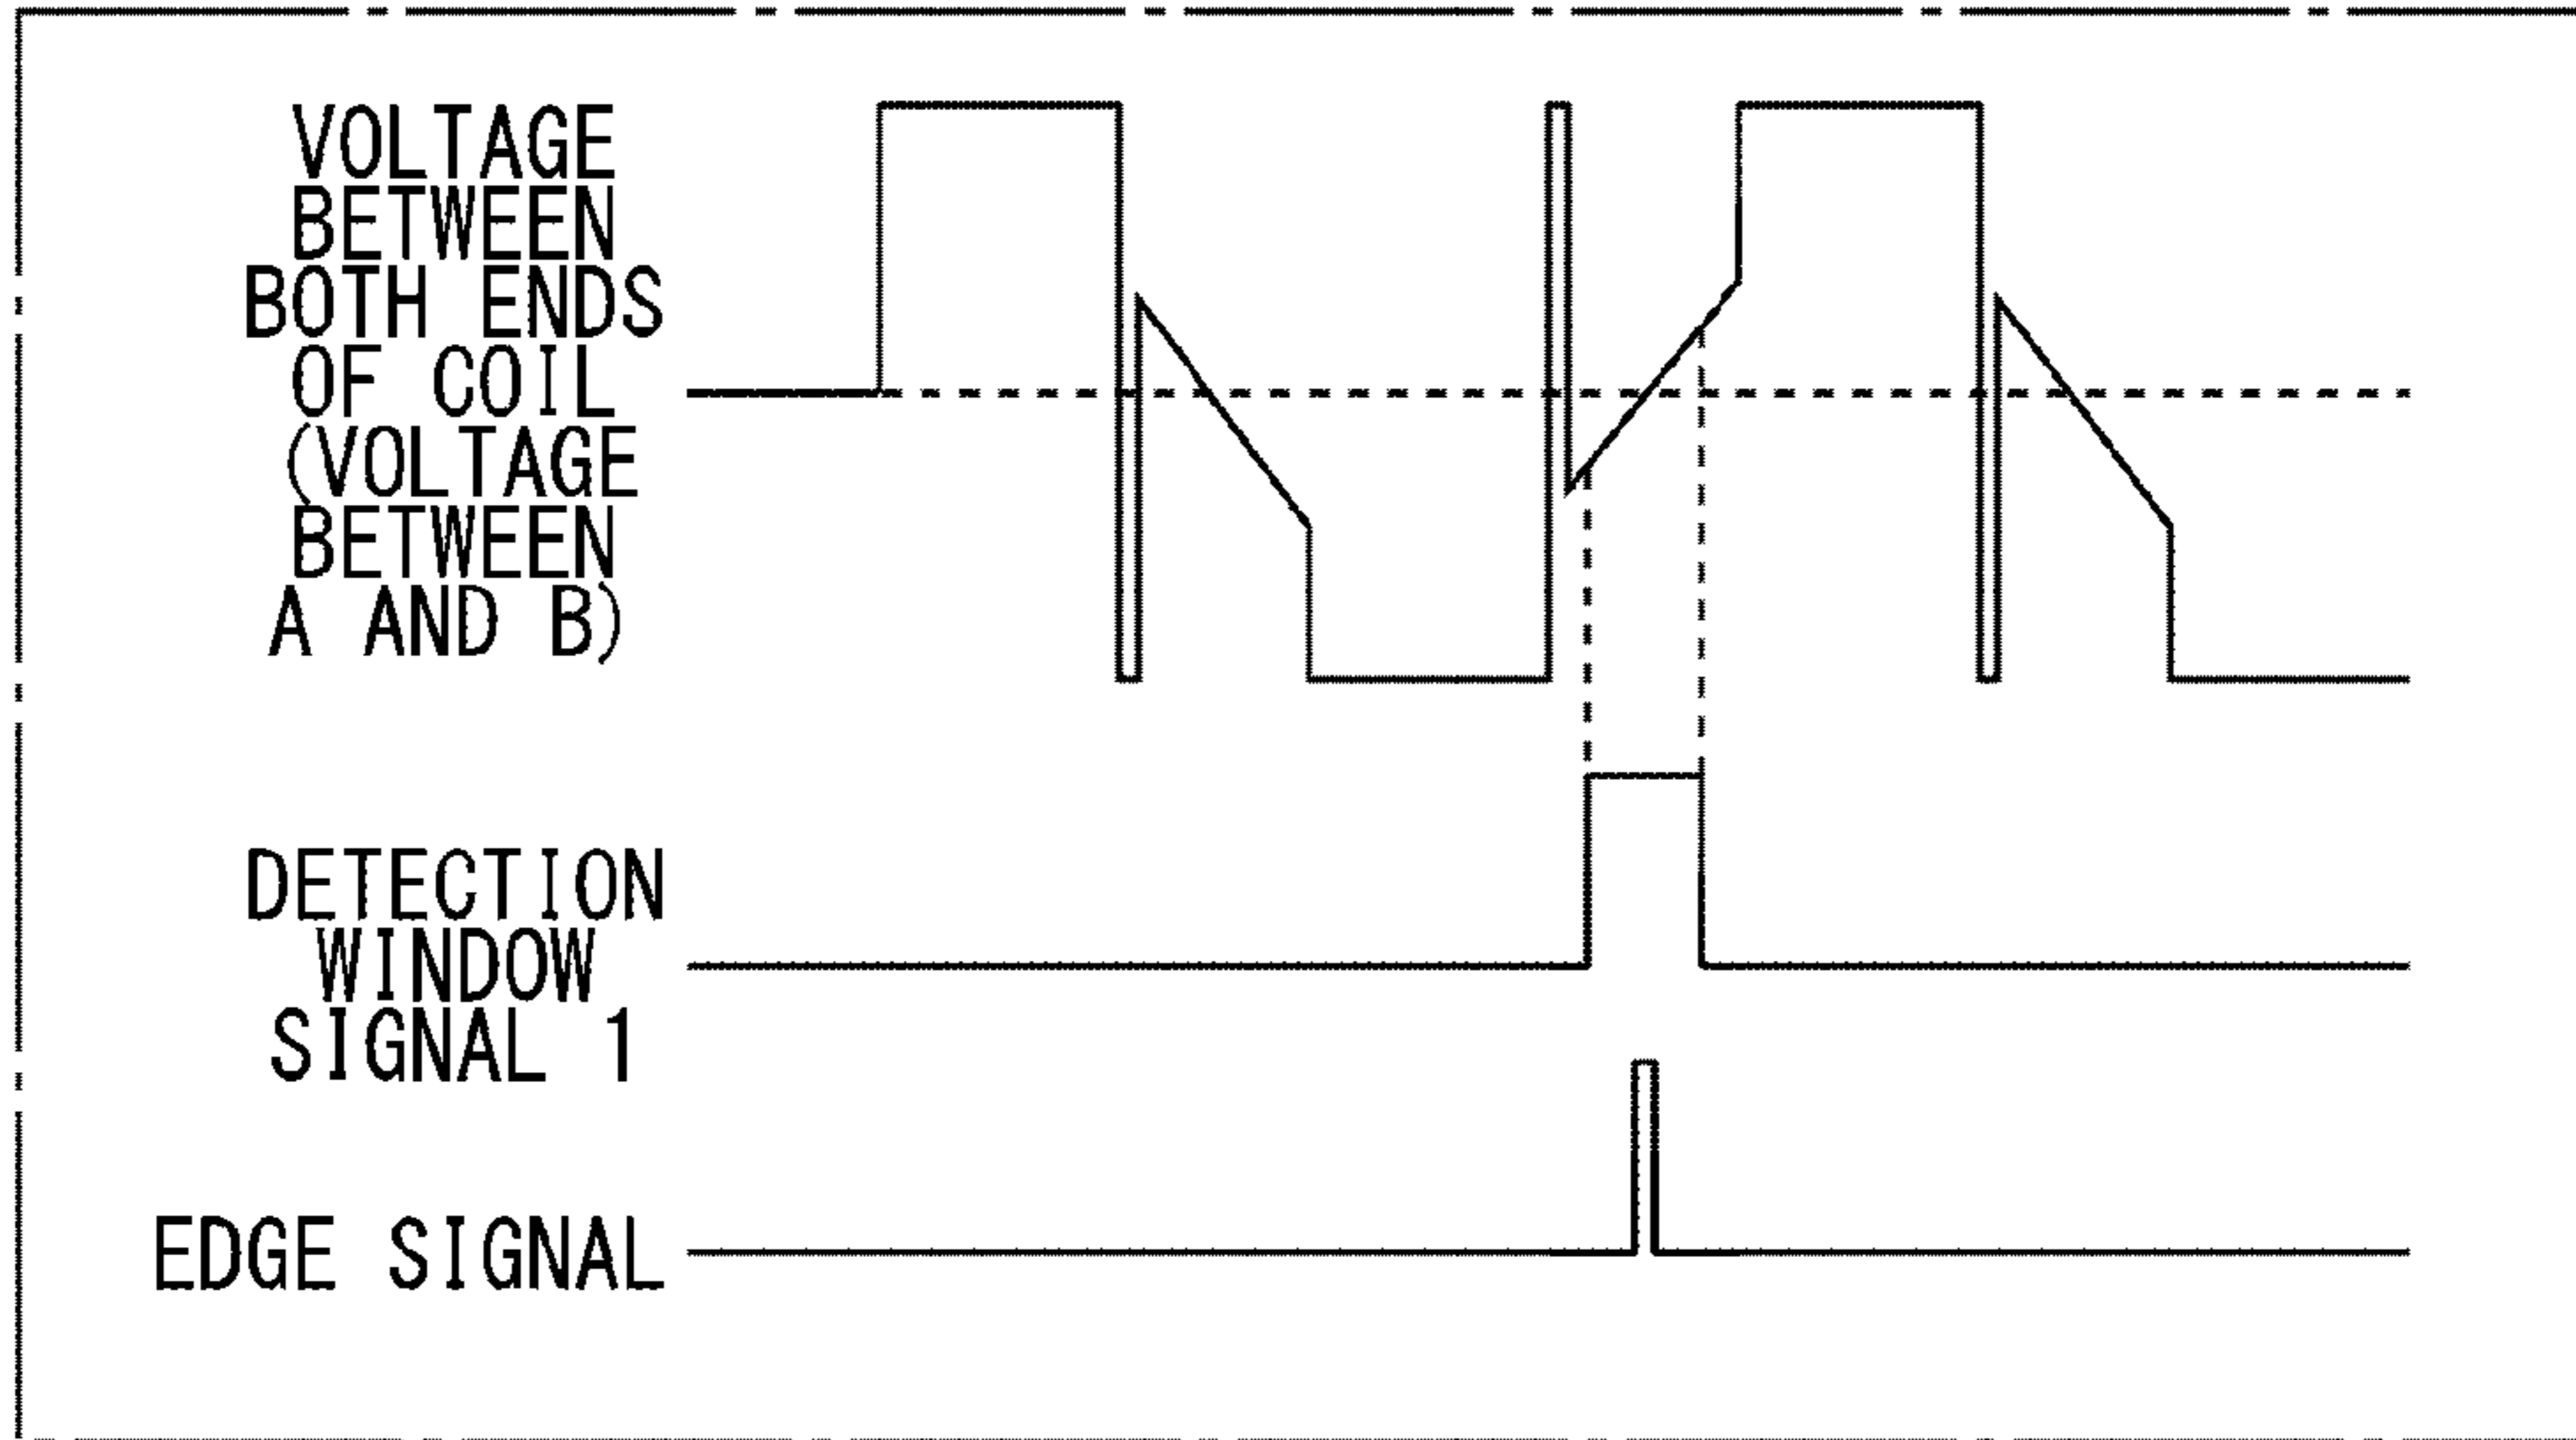 VOLTAGE
BETWEEN
BOTH ENDS
OF COIL
(VOLTAGE
BETWEEN
A AND B)
DETECTION
WINDOW
SIGNAL 1
EDGE SIGNAL